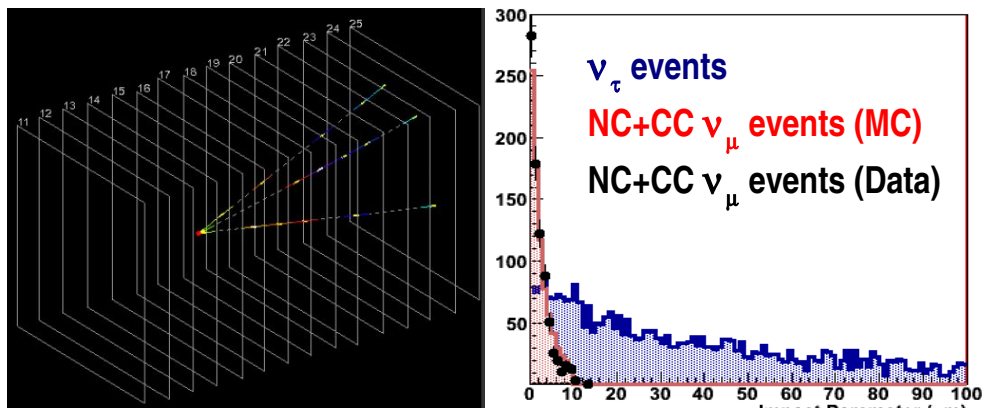 11 12 13 14 15 16 17 18 19 20 21 22 23 24 25
300
250
200
150
100
50
ντ events
NC+CC νμ events (MC)
NC+CC νμ events (Data)
0 10 20 30 40 50 60 70 80 90 100